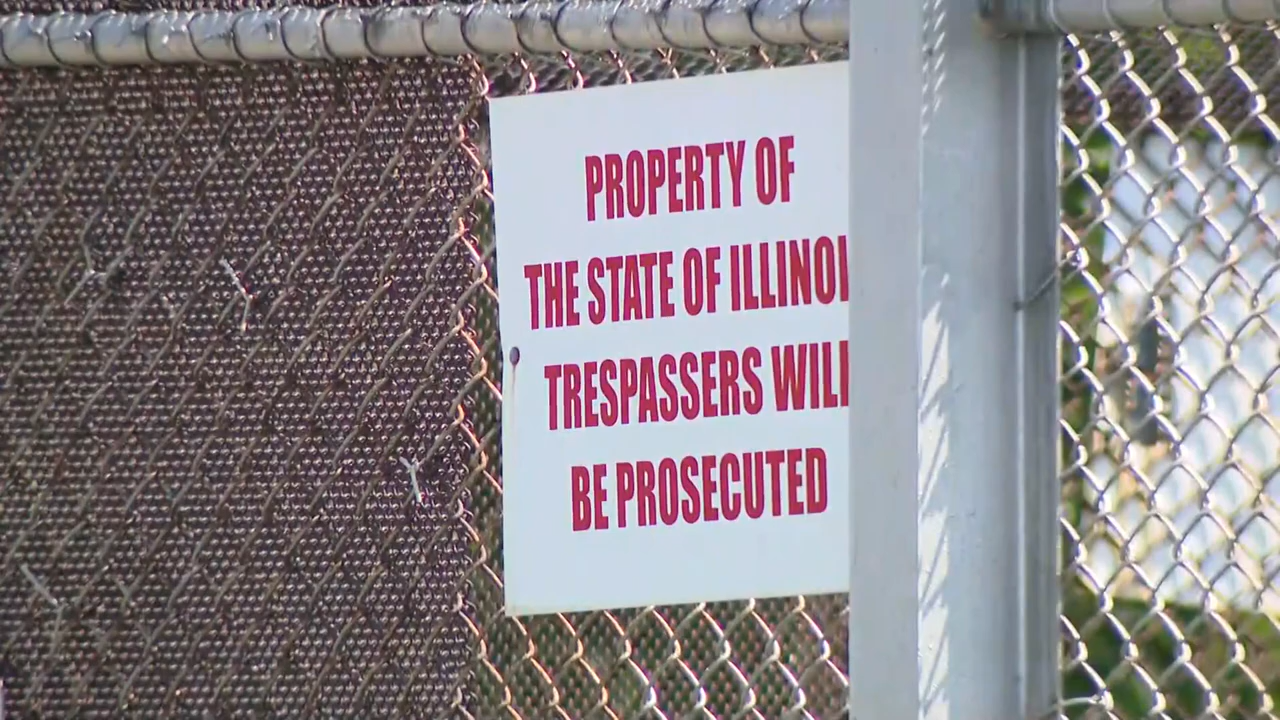 PROPERTY OF
THE STATE OF ILLINOI
TRESPASSERS WILL
BE PROSECUTED